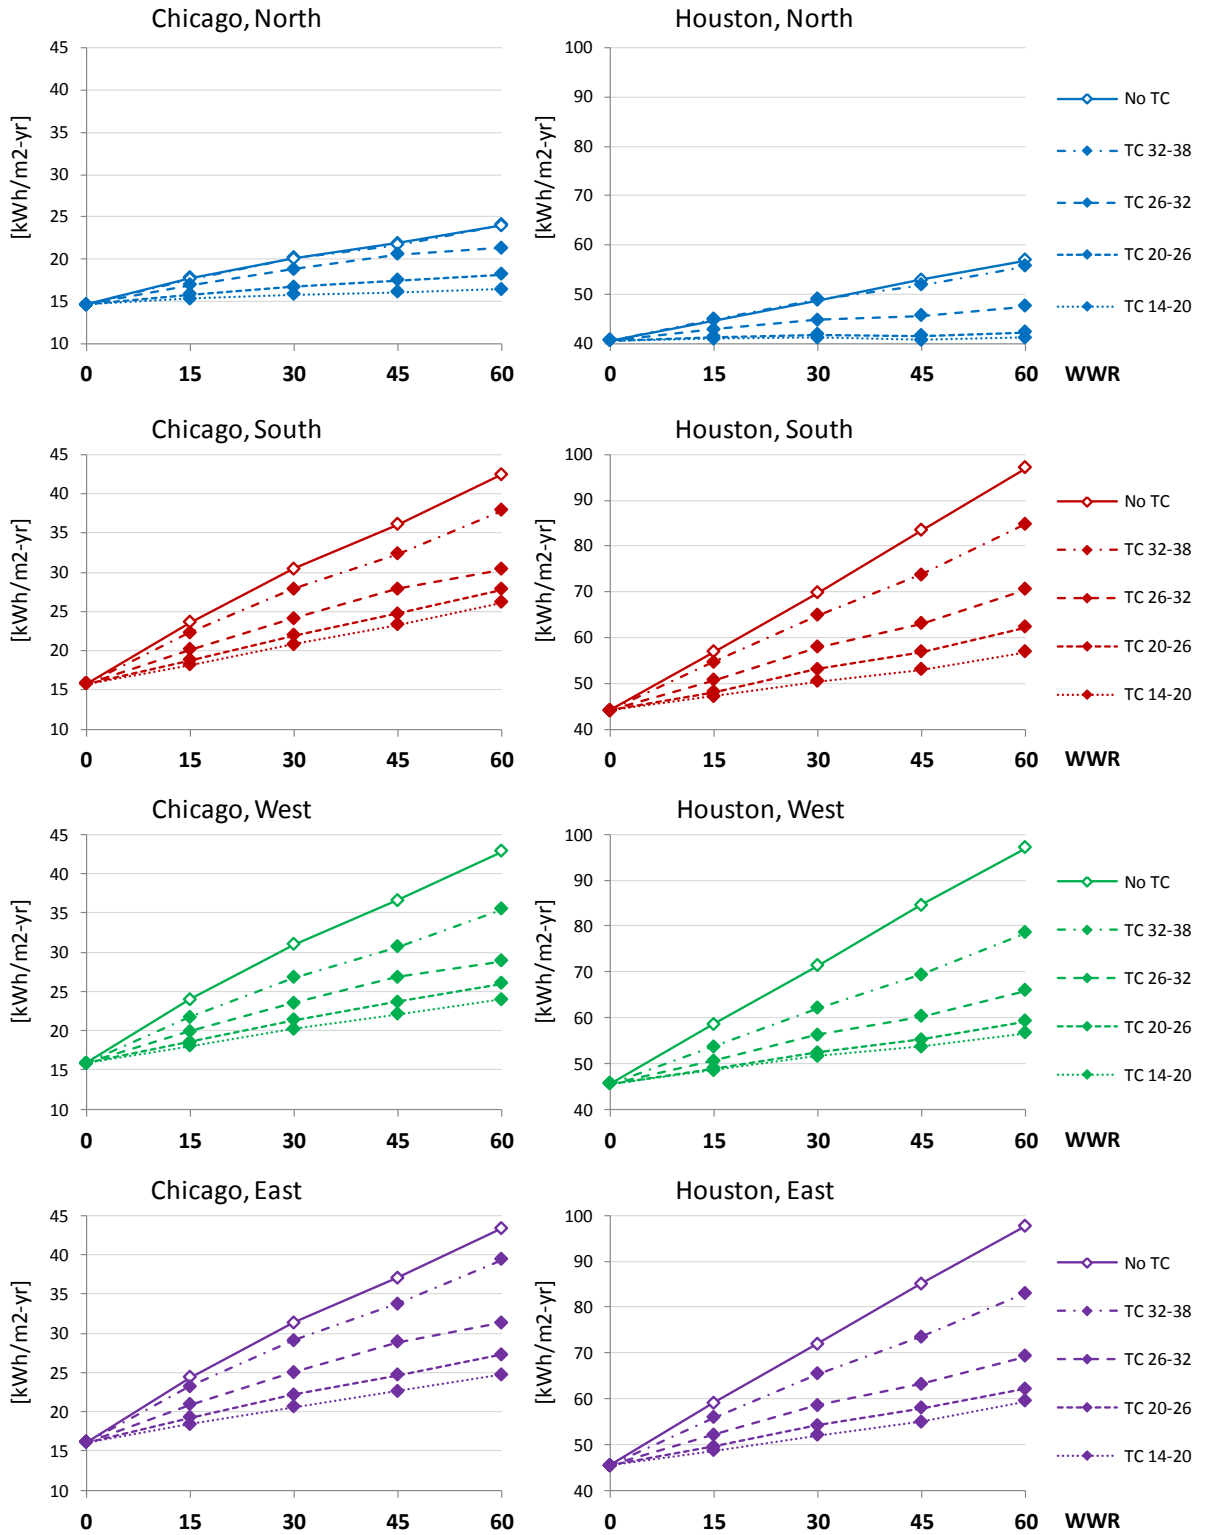 Chicago, North
Houston, North
[kWh/m2-yr]
45
40
35
30
25
20
15
10
0 15 30 45 60
[kWh/m2-yr]
100
90
80
70
60
50
40
0 15 30 45 60 WWR
No TC
TC 32-38
TC 26-32
TC 20-26
TC 14-20
Chicago, South
Houston, South
[kWh/m2-yr]
45
40
35
30
25
20
15
10
0 15 30 45 60
[kWh/m2-yr]
100
90
80
70
60
50
40
0 15 30 45 60 WWR
No TC
TC 32-38
TC 26-32
TC 20-26
TC 14-20
Chicago, West
Houston, West
[kWh/m2-yr]
45
40
35
30
25
20
15
10
0 15 30 45 60
[kWh/m2-yr]
100
90
80
70
60
50
40
0 15 30 45 60 WWR
No TC
TC 32-38
TC 26-32
TC 20-26
TC 14-20
Chicago, East
Houston, East
[kWh/m2-yr]
45
40
35
30
25
20
15
10
0 15 30 45 60
[kWh/m2-yr]
100
90
80
70
60
50
40
0 15 30 45 60 WWR
No TC
TC 32-38
TC 26-32
TC 20-26
TC 14-20